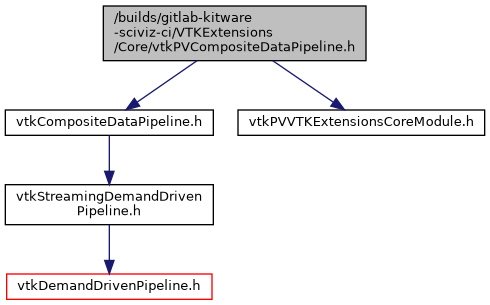 /builds/gitlab-kitware
-sciviz-ci/VTKExtensions
/Core/vtkPVCompositeDataPipeline.h
vtkCompositeDataPipeline.h
vtkPVVTKExtensionsCoreModule.h
vtkStreamingDemandDriven
Pipeline.h
vtkDemandDrivenPipeline.h